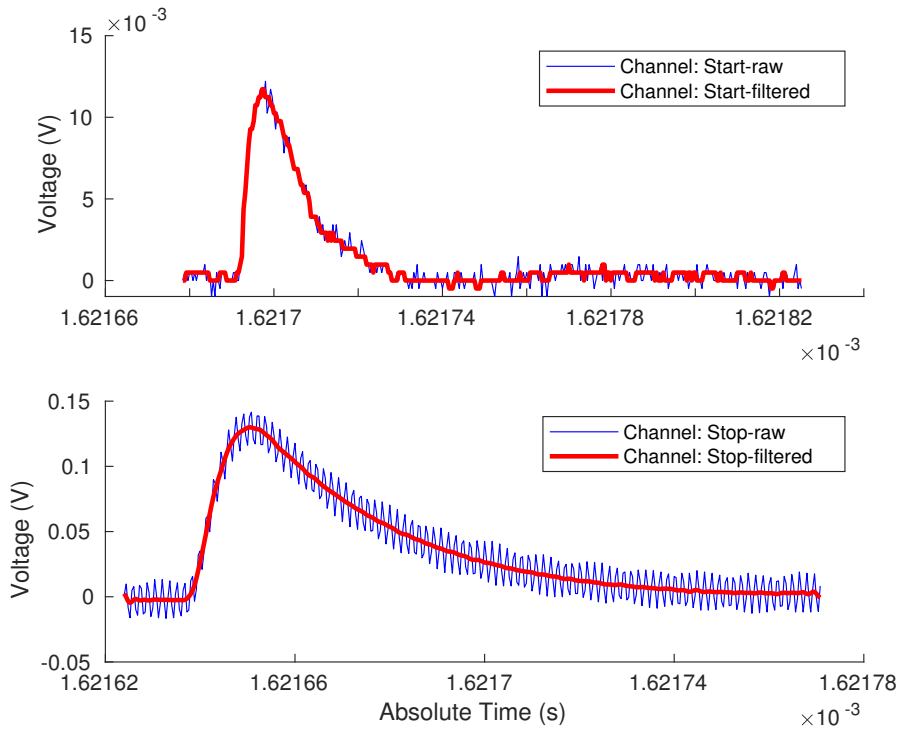 ×10 -3
15
10
5
0
Voltage (V)
Channel: Start-raw
Channel: Start-filtered
1.62166 1.6217 1.62174 1.62178 1.62182
×10 -3
0.15
0.1
0.05
0
-0.05
Voltage (V)
Channel: Stop-raw
Channel: Stop-filtered
1.62162 1.62166 1.6217 1.62174 1.62178
Absolute Time (s)
×10 -3